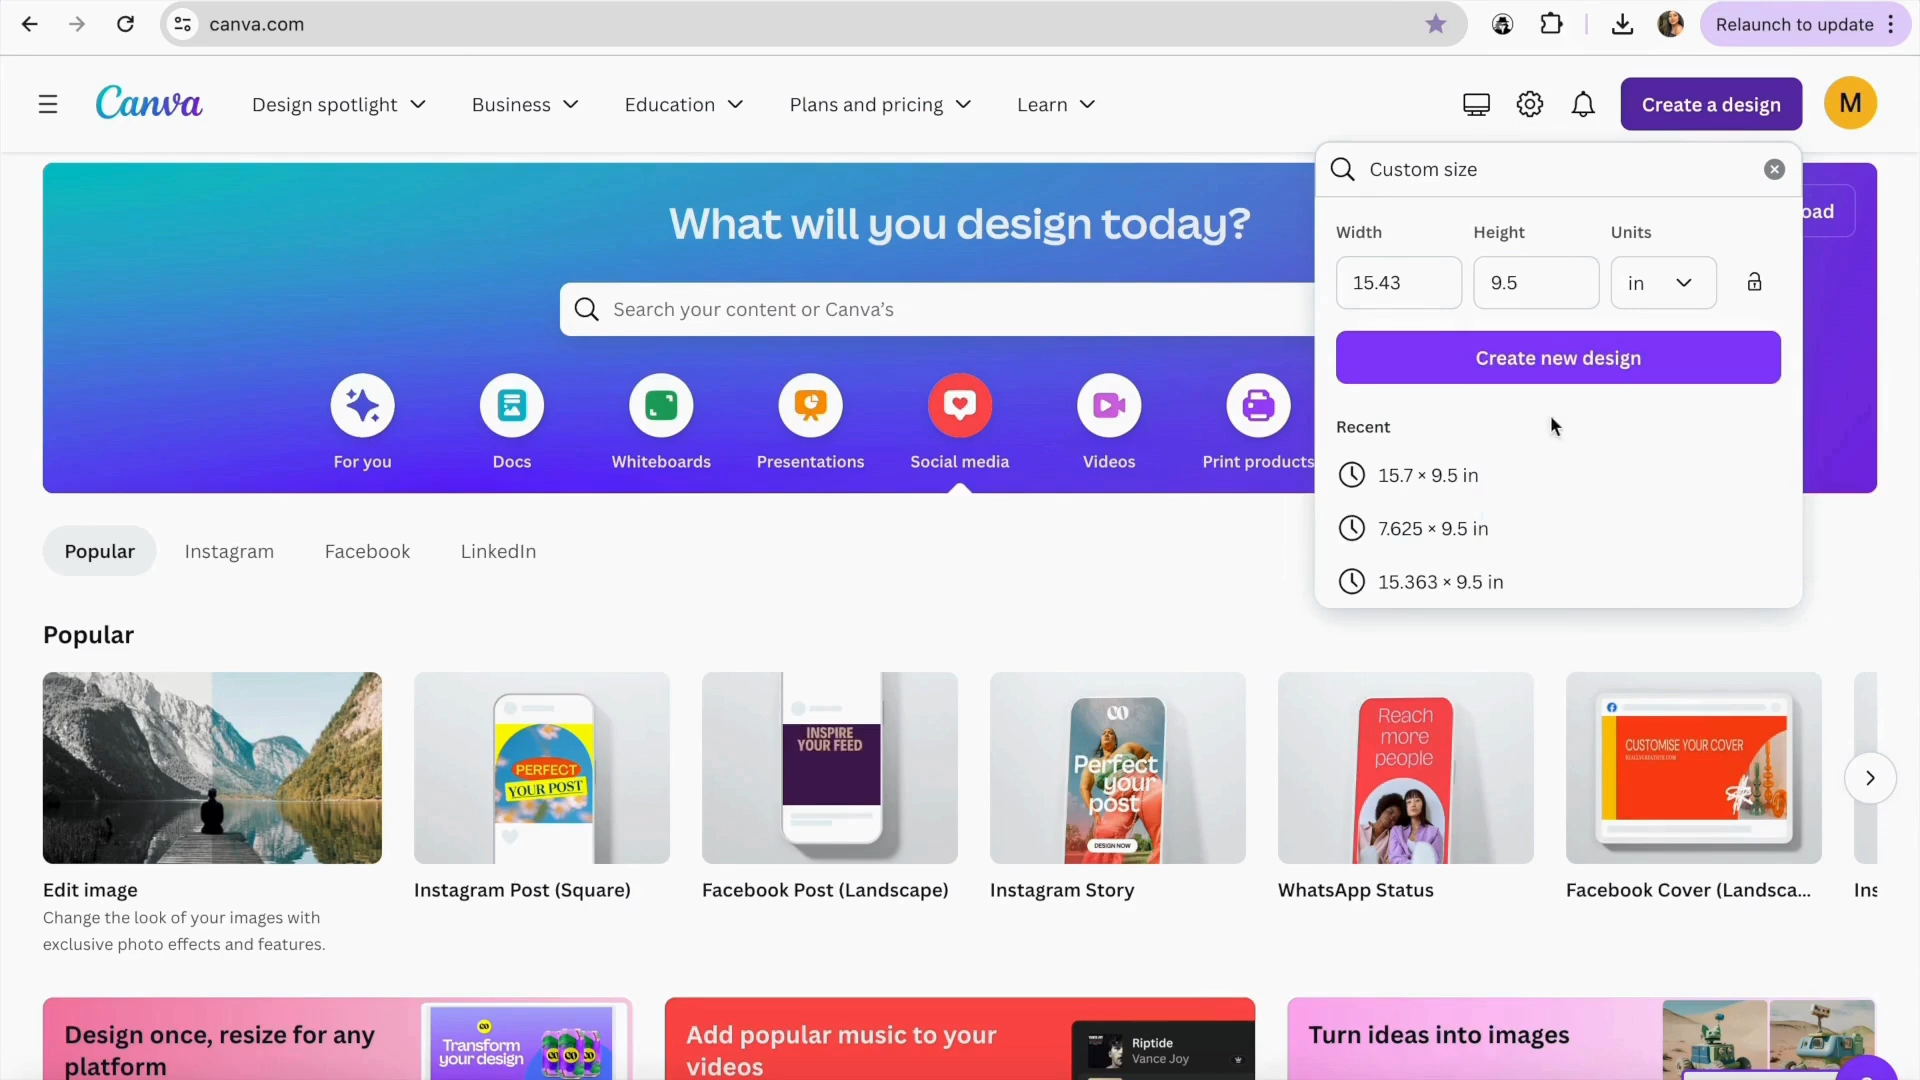 canva.com
Relaunch to update
Canva
Design spotlight
Business
Education
Plans and pricing
Learn
Create a design
M
Custom size
oad
What will you design today?
Width
Height
Units
15.43
9.5
in
Search your content or Canva's
Create new design
For you
Docs
Whiteboards
Presentations
Social media
Videos
Print products
Recent
15.7 × 9.5 in
7.625 × 9.5 in
15.363 × 9.5 in
Popular
Instagram
Facebook
LinkedIn
Popular
PERFECT
YOUR POST
INSPIRE
YOUR FEED
Perfect
your
post
DESIGN NOW
Reach
more
people
CUSTOMISE YOUR COVER
Edit image
Change the look of your images with
exclusive photo effects and features.
Instagram Post (Square)
Facebook Post (Landscape)
Instagram Story
WhatsApp Status
Facebook Cover (Landsca...
Ins
Design once, resize for any
platform
Transform
your design
Add popular music to your
videos
Riptide
Vance Joy
Turn ideas into images